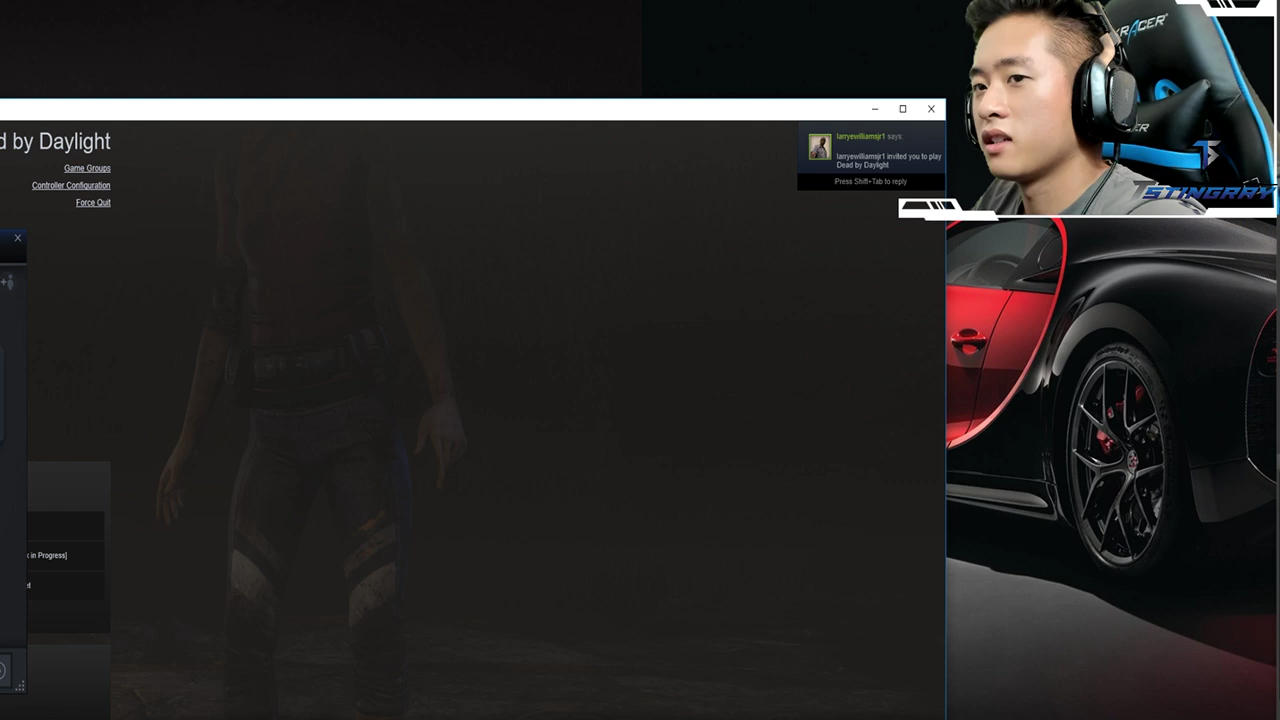 d by Daylight
Game Groups
Controller Configuration
Force Quit
larryewilliamsjr1 says:
larryewilliamsjr1 invited you to play
Dead by Daylight
Press Shift+Tab to reply
RACER
TSTINGRAY
in Progress]